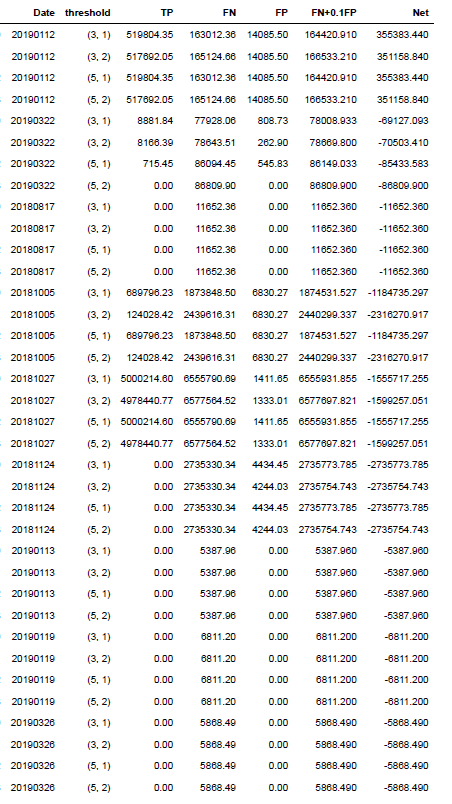 Date threshold TP FN FP FN+0.1FP Net
20190112 (3, 1) 519804.35 163012.36 14085.50 164420.910 355383.440
20190112 (3, 2) 517692.05 165124.66 14085.50 166533.210 351158.840
20190112 (5, 1) 519804.35 163012.36 14085.50 164420.910 355383.440
20190112 (5, 2) 517692.05 165124.66 14085.50 166533.210 351158.840
20190322 (3, 1) 8881.84 77928.06 808.73 78008.933 -69127.093
20190322 (3, 2) 8166.39 78643.51 262.90 78669.800 -70503.410
20190322 (5, 1) 715.45 86094.45 545.83 86149.033 -85433.583
20190322 (5, 2) 0.00 86809.90 0.00 86809.900 -86809.900
20180817 (3, 1) 0.00 11652.36 0.00 11652.360 -11652.360
20180817 (3, 2) 0.00 11652.36 0.00 11652.360 -11652.360
20180817 (5, 1) 0.00 11652.36 0.00 11652.360 -11652.360
20180817 (5, 2) 0.00 11652.36 0.00 11652.360 -11652.360
20181005 (3, 1) 689796.23 1873848.50 6830.27 1874531.527 -1184735.297
20181005 (3, 2) 124028.42 2439616.31 6830.27 2440299.337 -2316270.917
20181005 (5, 1) 689796.23 1873848.50 6830.27 1874531.527 -1184735.297
20181005 (5, 2) 124028.42 2439616.31 6830.27 2440299.337 -2316270.917
20181027 (3, 1) 5000214.60 6555790.69 1411.65 6555931.855 -1555717.255
20181027 (3, 2) 4978440.77 6577564.52 1333.01 6577697.821 -1599257.051
20181027 (5, 1) 5000214.60 6555790.69 1411.65 6555931.855 -1555717.255
20181027 (5, 2) 4978440.77 6577564.52 1333.01 6577697.821 -1599257.051
20181124 (3, 1) 0.00 2735330.34 4434.45 2735773.785 -2735773.785
20181124 (3, 2) 0.00 2735330.34 4244.03 2735754.743 -2735754.743
20181124 (5, 1) 0.00 2735330.34 4434.45 2735773.785 -2735773.785
20181124 (5, 2) 0.00 2735330.34 4244.03 2735754.743 -2735754.743
20190113 (3, 1) 0.00 5387.96 0.00 5387.960 -5387.960
20190113 (3, 2) 0.00 5387.96 0.00 5387.960 -5387.960
20190113 (5, 1) 0.00 5387.96 0.00 5387.960 -5387.960
20190113 (5, 2) 0.00 5387.96 0.00 5387.960 -5387.960
20190119 (3, 1) 0.00 6811.20 0.00 6811.200 -6811.200
20190119 (3, 2) 0.00 6811.20 0.00 6811.200 -6811.200
20190119 (5, 1) 0.00 6811.20 0.00 6811.200 -6811.200
20190119 (5, 2) 0.00 6811.20 0.00 6811.200 -6811.200
20190326 (3, 1) 0.00 5868.49 0.00 5868.490 -5868.490
20190326 (3, 2) 0.00 5868.49 0.00 5868.490 -5868.490
20190326 (5, 1) 0.00 5868.49 0.00 5868.490 -5868.490
20190326 (5, 2) 0.00 5868.49 0.00 5868.490 -5868.490